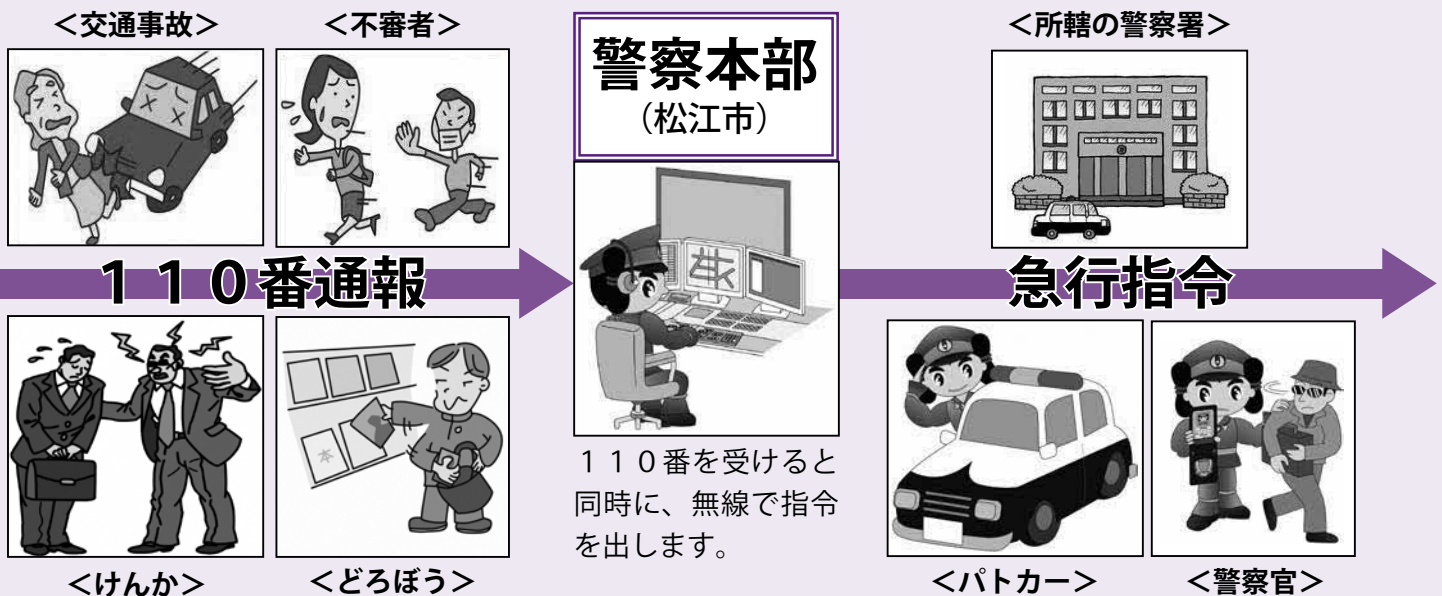 ＜交通事故＞
＜不審者＞
１１０番通報
＜けんか＞
本
＜どろぼう＞
警察本部
（松江市）
１１０番を受けると
同時に、無線で指令
を出します。
＜所轄の警察署＞
急行指令
＜パトカー＞
＜警察官＞